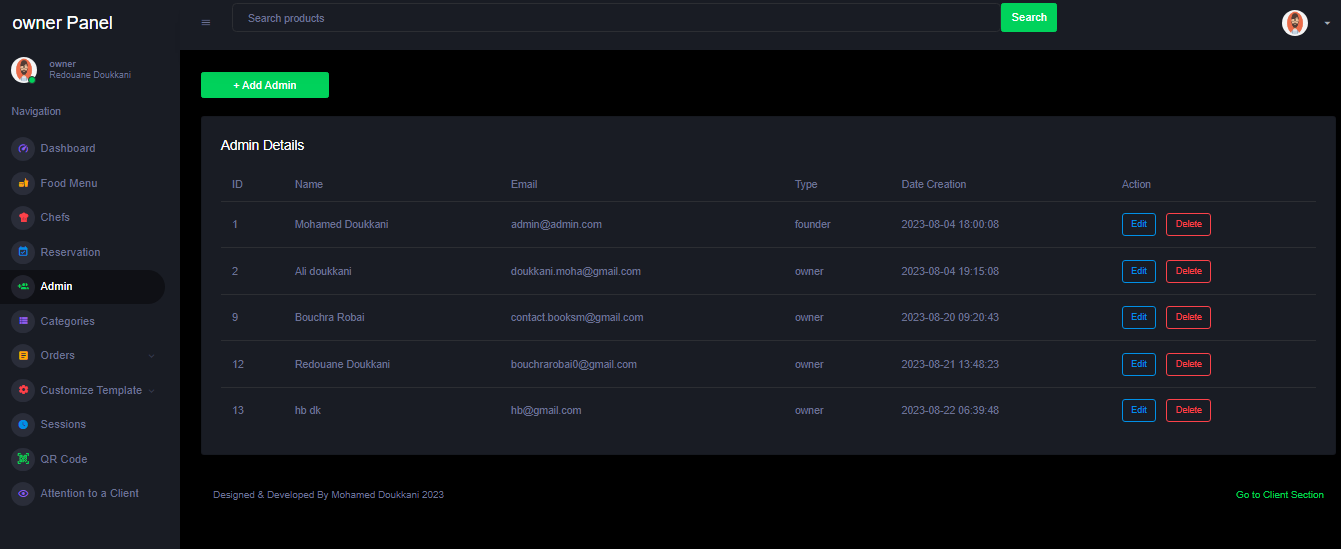 owner Panel
Search products
Search
owner
Redouane Doukkani
Navigation
Dashboard
Food Menu
Chefs
Reservation
Admin
Categories
Orders
Customize Template
Sessions
QR Code
Attention to a Client
+ Add Admin
Admin Details
ID Name Email Type Date Creation Action
1 Mohamed Doukkani admin@admin.com founder 2023-08-04 18:00:08 Edit Delete
2 Ali doukkani doukkani.moha@gmail.com owner 2023-08-04 19:15:08 Edit Delete
9 Bouchra Robai contact.booksm@gmail.com owner 2023-08-20 09:20:43 Edit Delete
12 Redouane Doukkani bouchrarobai0@gmail.com owner 2023-08-21 13:48:23 Edit Delete
13 hb dk hb@gmail.com owner 2023-08-22 06:39:48 Edit Delete
Designed & Developed By Mohamed Doukkani 2023
Go to Client Section